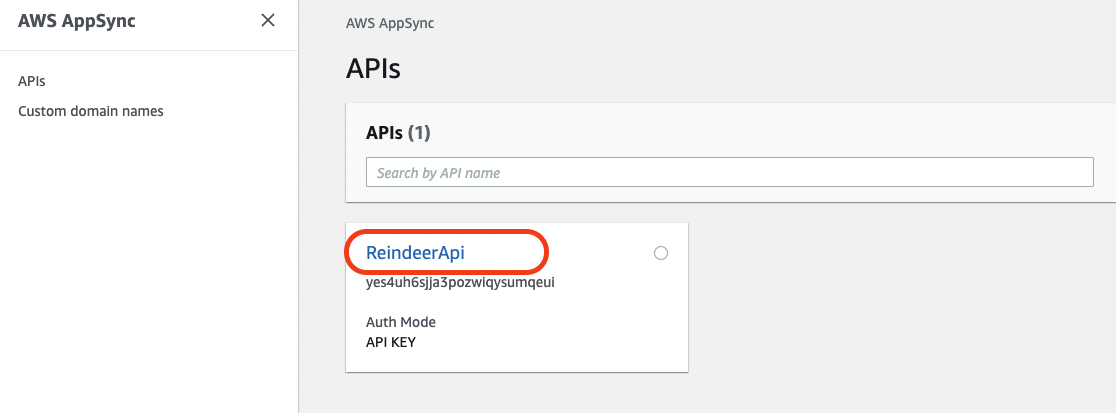 AWS AppSync
APIs
Custom domain names
AWS AppSync
APIs
APIs (1)
Search by API name
ReindeerApi
yes4uh6sjja3pozwiqysumqeui
Auth Mode
API KEY